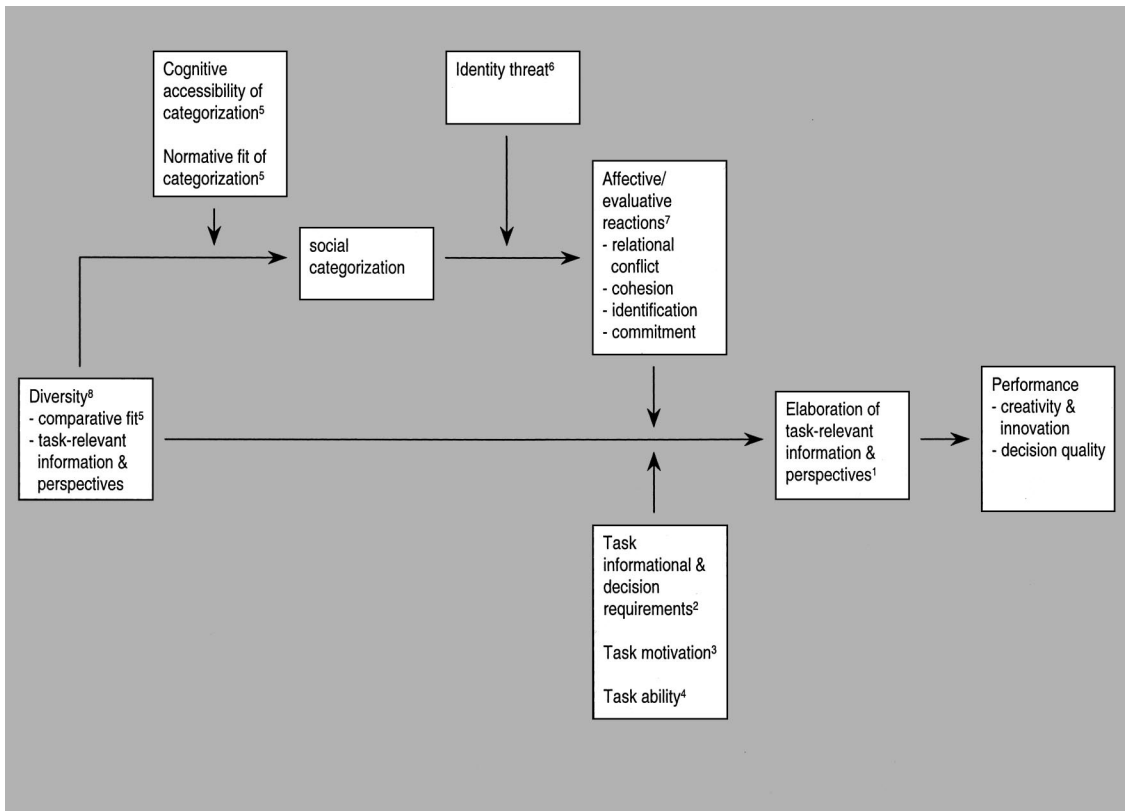 Cognitive
accessibility of
categorization⁵
Normative fit of
categorization⁵
Identity threat⁶
social
categorization
Affective/
evaluative
reactions⁷
- relational
conflict
- cohesion
- identification
- commitment
Diversity⁸
- comparative fit⁵
- task-relevant
information &
perspectives
Elaboration of
task-relevant
information &
perspectives¹
Performance
- creativity &
innovation
- decision quality
Task
informational &
decision
requirements²
Task motivation³
Task ability⁴